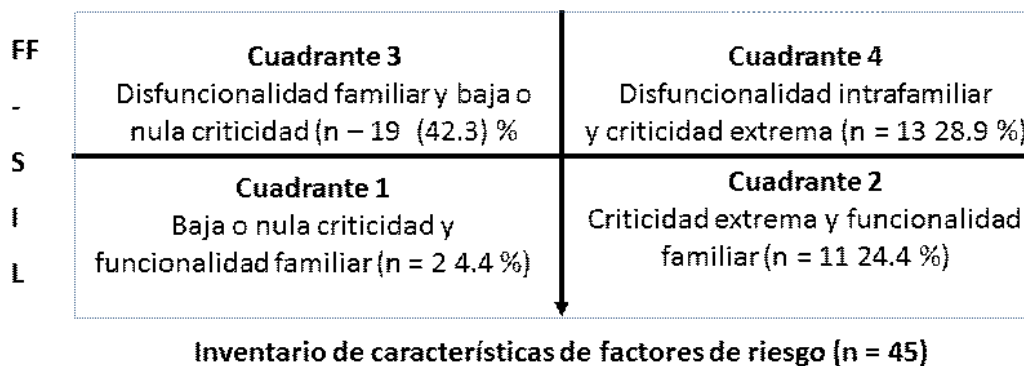 FF
-
S
I
L
Cuadrante 3
Disfuncionalidad familiar y baja o
nula criticidad (n – 19 (42.3) %
Cuadrante 4
Disfuncionalidad intrafamiliar
y criticidad extrema (n = 13 28.9 %)
Cuadrante 1
Baja o nula criticidad y
funcionalidad familiar (n = 2 4.4 %)
Cuadrante 2
Criticidad extrema y funcionalidad
familiar (n = 11 24.4 %)
Inventario de características de factores de riesgo (n = 45)